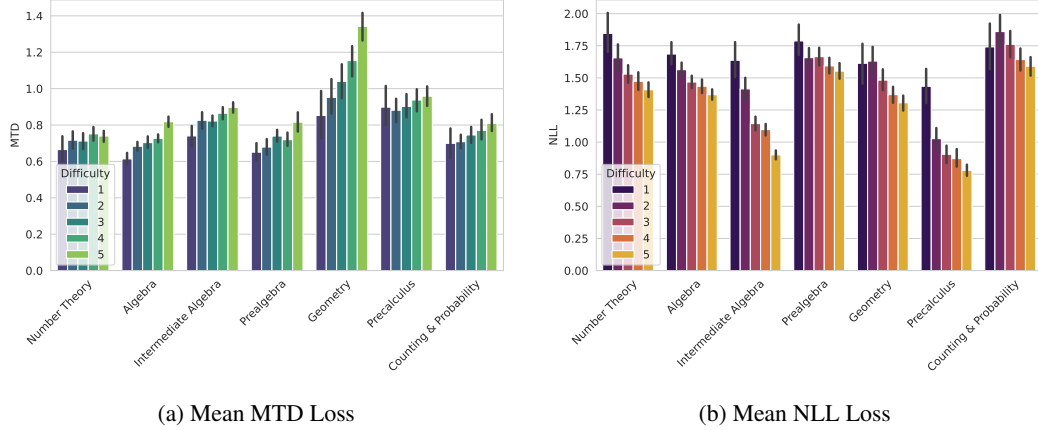 1.4
1.2
1.0
0.8
0.6
0.4
0.2
0.0
MTD
Difficulty
1
2
3
4
5
Number Theory
Algebra
Intermediate Algebra
Prealgebra
Geometry
Precalculus
Counting & Probability
(a) Mean MTD Loss
2.00
1.75
1.50
1.25
1.00
0.75
0.50
0.25
0.00
NLL
Difficulty
1
2
3
4
5
Number Theory
Algebra
Intermediate Algebra
Prealgebra
Geometry
Precalculus
Counting & Probability
(b) Mean NLL Loss